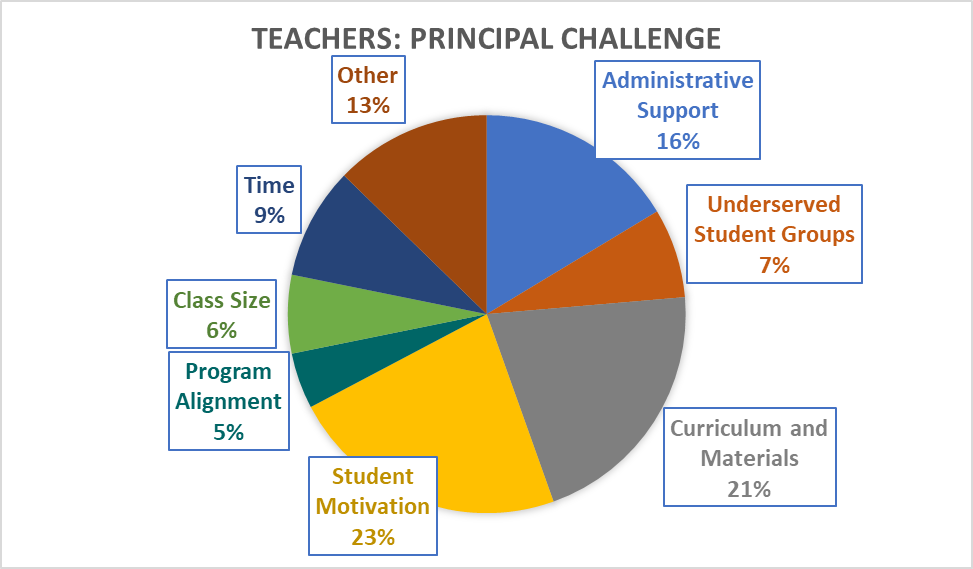 TEACHERS: PRINCIPAL CHALLENGE
Other
13%
Administrative
Support
16%
Time
9%
Underserved
Student Groups
7%
Class Size
6%
Program
Alignment
5%
Curriculum and
Materials
21%
Student
Motivation
23%